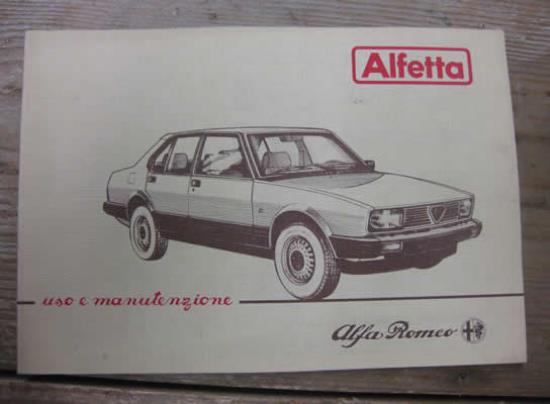 Alfetta
uso e manutenzione
Alfa Romeo